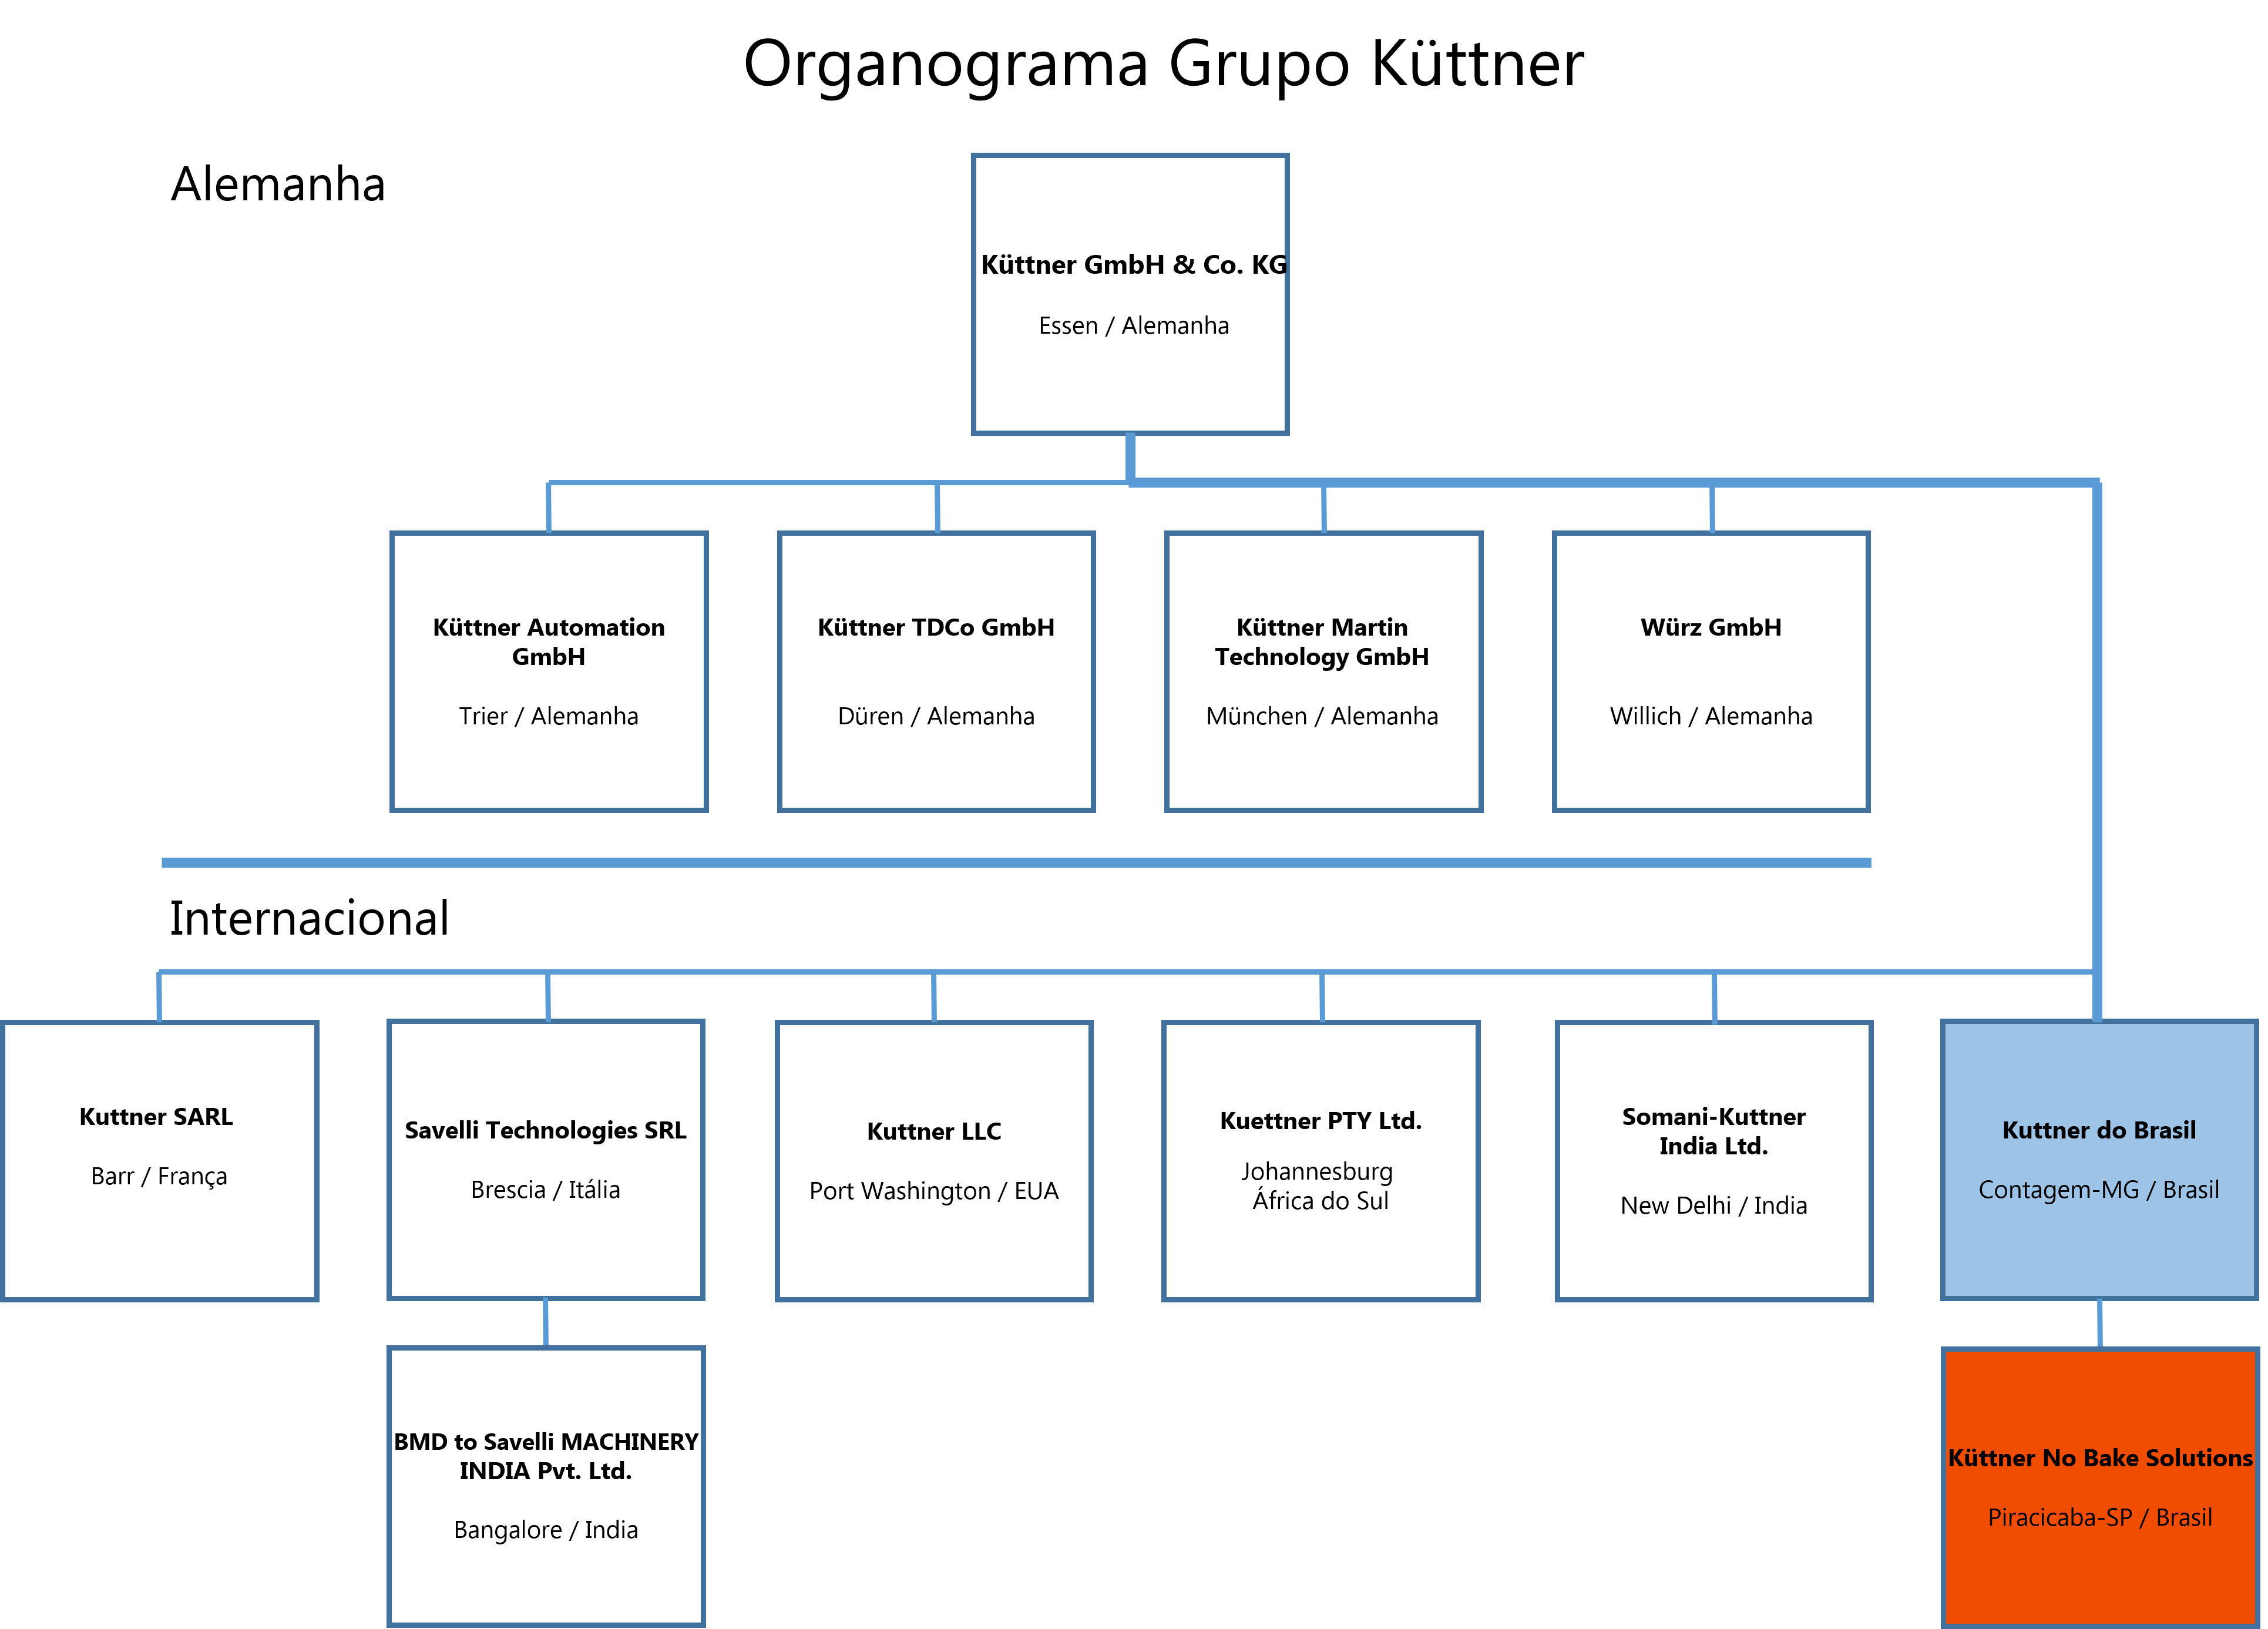 Organograma Grupo Küttner
Alemanha
Küttner GmbH & Co. KG
Essen / Alemanha
Küttner Automation
GmbH
Trier / Alemanha
Küttner TDCo GmbH
Düren / Alemanha
Küttner Martin
Technology GmbH
München / Alemanha
Würz GmbH
Willich / Alemanha
Internacional
Kuttner SARL
Barr / França
Savelli Technologies SRL
Brescia / Itália
Kuttner LLC
Port Washington / EUA
Kuettner PTY Ltd.
Johannesburg
África do Sul
Somani-Kuttner
India Ltd.
New Delhi / India
Kuttner do Brasil
Contagem-MG / Brasil
BMD to Savelli MACHINERY
INDIA Pvt. Ltd.
Bangalore / India
Küttner No Bake Solutions
Piracicaba-SP / Brasil